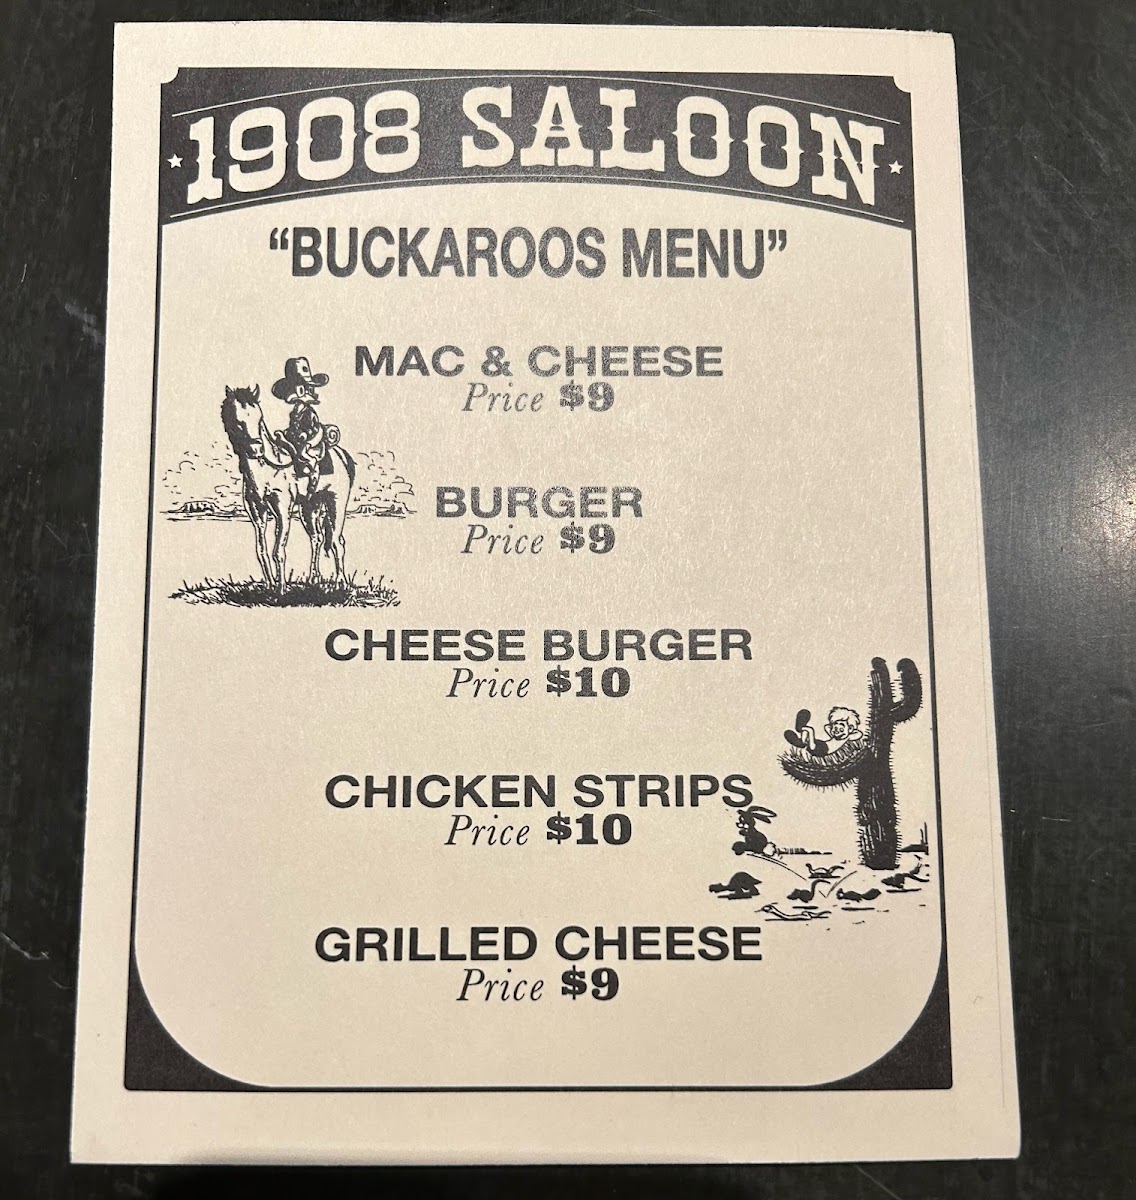 1908 SALOON
“BUCKAROOS MENU”
MAC & CHEESE
Price $9
BURGER
Price $9
CHEESE BURGER
Price $10
CHICKEN STRIPS
Price $10
GRILLED CHEESE
Price $9